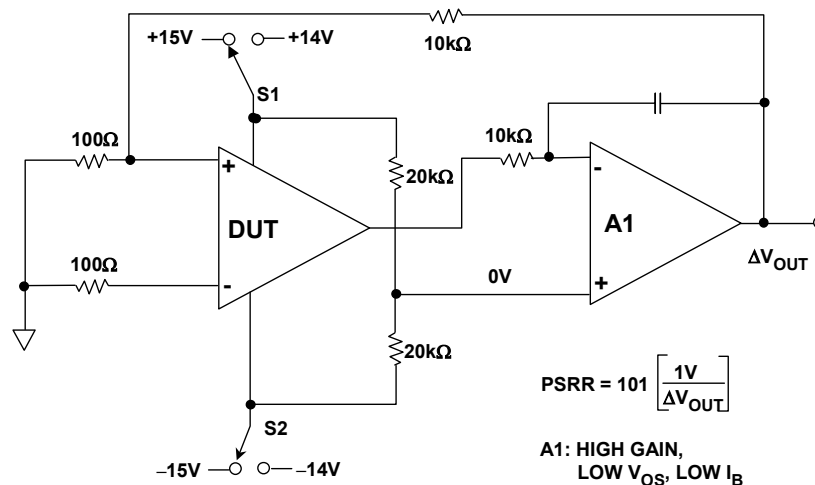 10kΩ
+15V
+14V
S1
100Ω
+
DUT
-
100Ω
20kΩ
20kΩ
0V
10kΩ
-
A1
+
ΔVOUT
S2
–15V
–14V
PSRR = 101 [ 1V / ΔVOUT ]
A1: HIGH GAIN,
LOW VOS, LOW IB